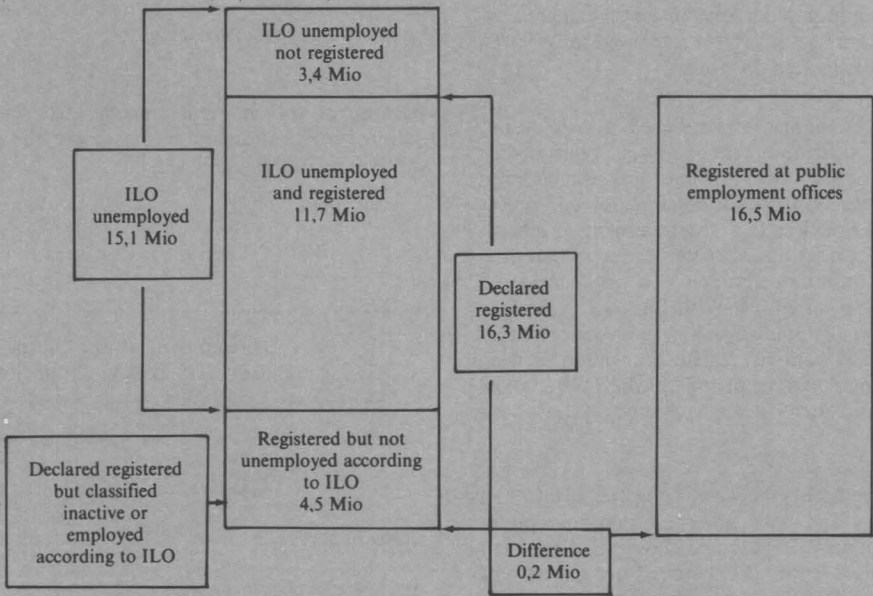 ILO unemployed
not registered
3,4 Mio
ILO
unemployed
15,1 Mio
ILO unemployed
and registered
11,7 Mio
Registered at public
employment offices
16,5 Mio
Declared
registered
16,3 Mio
Declared registered
but classified
inactive or
employed
according to ILO
Registered but not
unemployed according
to ILO
4,5 Mio
Difference
0,2 Mio